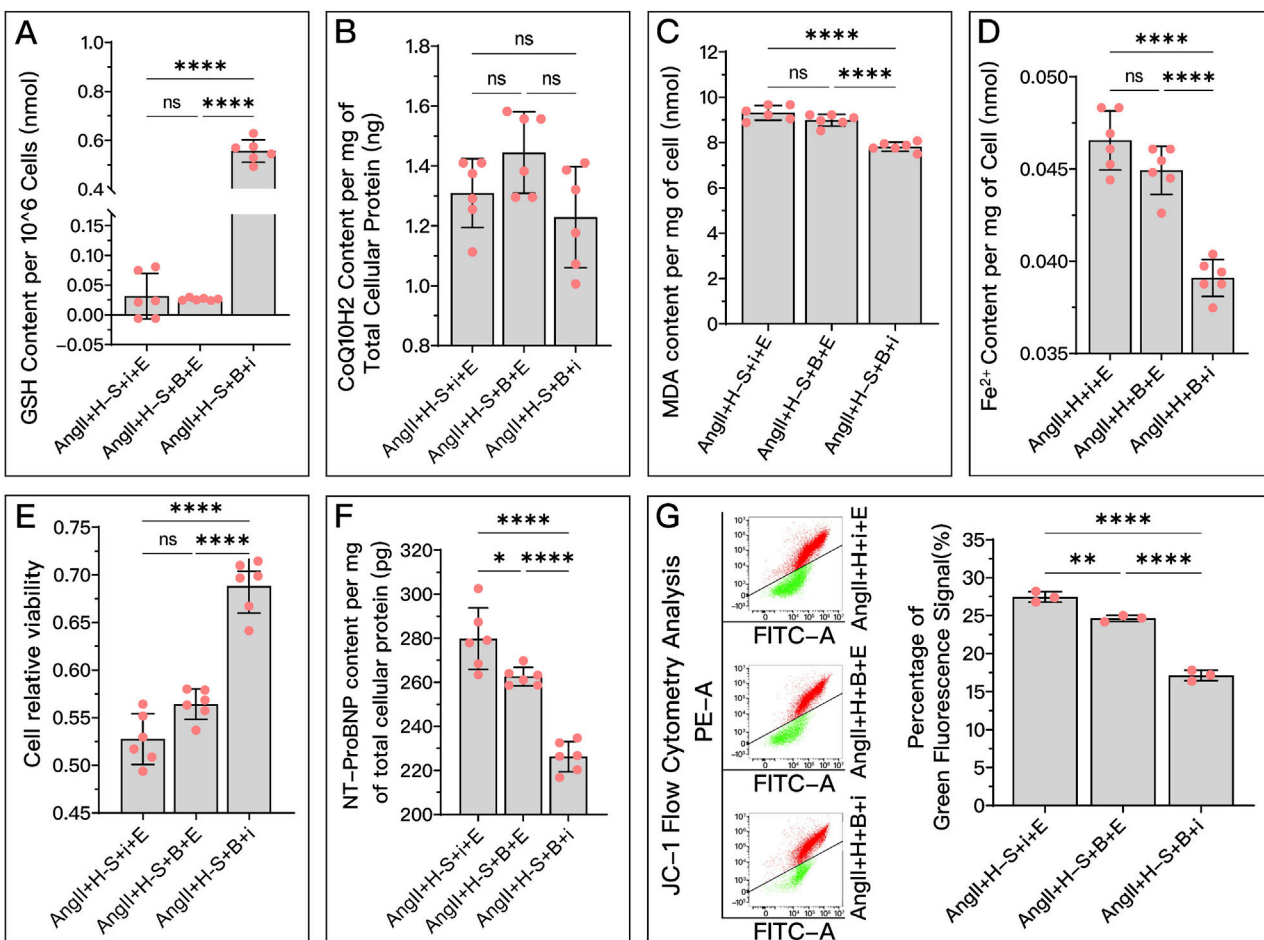 A
GSH Content per 10^6 Cells (nmol)
1.0
0.8
0.6
0.4
0.15
0.10
0.05
0.00
−0.05
****
ns
****
AngII+H−S+i+E
AngII+H−S+B+E
AngII+H−S+B+i
B
CoQ10H2 Content per mg of
Total Cellular Protein (ng)
1.8
1.6
1.4
1.2
1.0
0.8
ns
ns
ns
AngII+H−S+i+E
AngII+H−S+B+E
AngII+H−S+B+i
C
MDA content per mg of cell (nmol)
12
10
8
6
4
2
0
****
ns
****
AngII+H−S+i+E
AngII+H−S+B+E
AngII+H−S+B+i
D
Fe²⁺ Content per mg of Cell (nmol)
0.050
0.045
0.040
0.035
****
ns
****
AngII+H+i+E
AngII+H+B+E
AngII+H+B+i
E
Cell relative viability
0.75
0.70
0.65
0.60
0.55
0.50
0.45
****
ns
****
AngII+H−S+i+E
AngII+H−S+B+E
AngII+H−S+B+i
F
NT−ProBNP content per mg
of total cellular protein (pg)
320
300
280
260
240
220
200
****
*
****
AngII+H−S+i+E
AngII+H−S+B+E
AngII+H−S+B+i
G
JC−1 Flow Cytometry Analysis
PE−A
FITC−A
AngII+H+i+E
FITC−A
AngII+H+B+E
FITC−A
AngII+H+B+i
Percentage of
Green Fluorescence Signal(%)
35
30
25
20
15
10
5
0
****
**
****
AngII+H−S+i+E
AngII+H−S+B+E
AngII+H−S+B+i